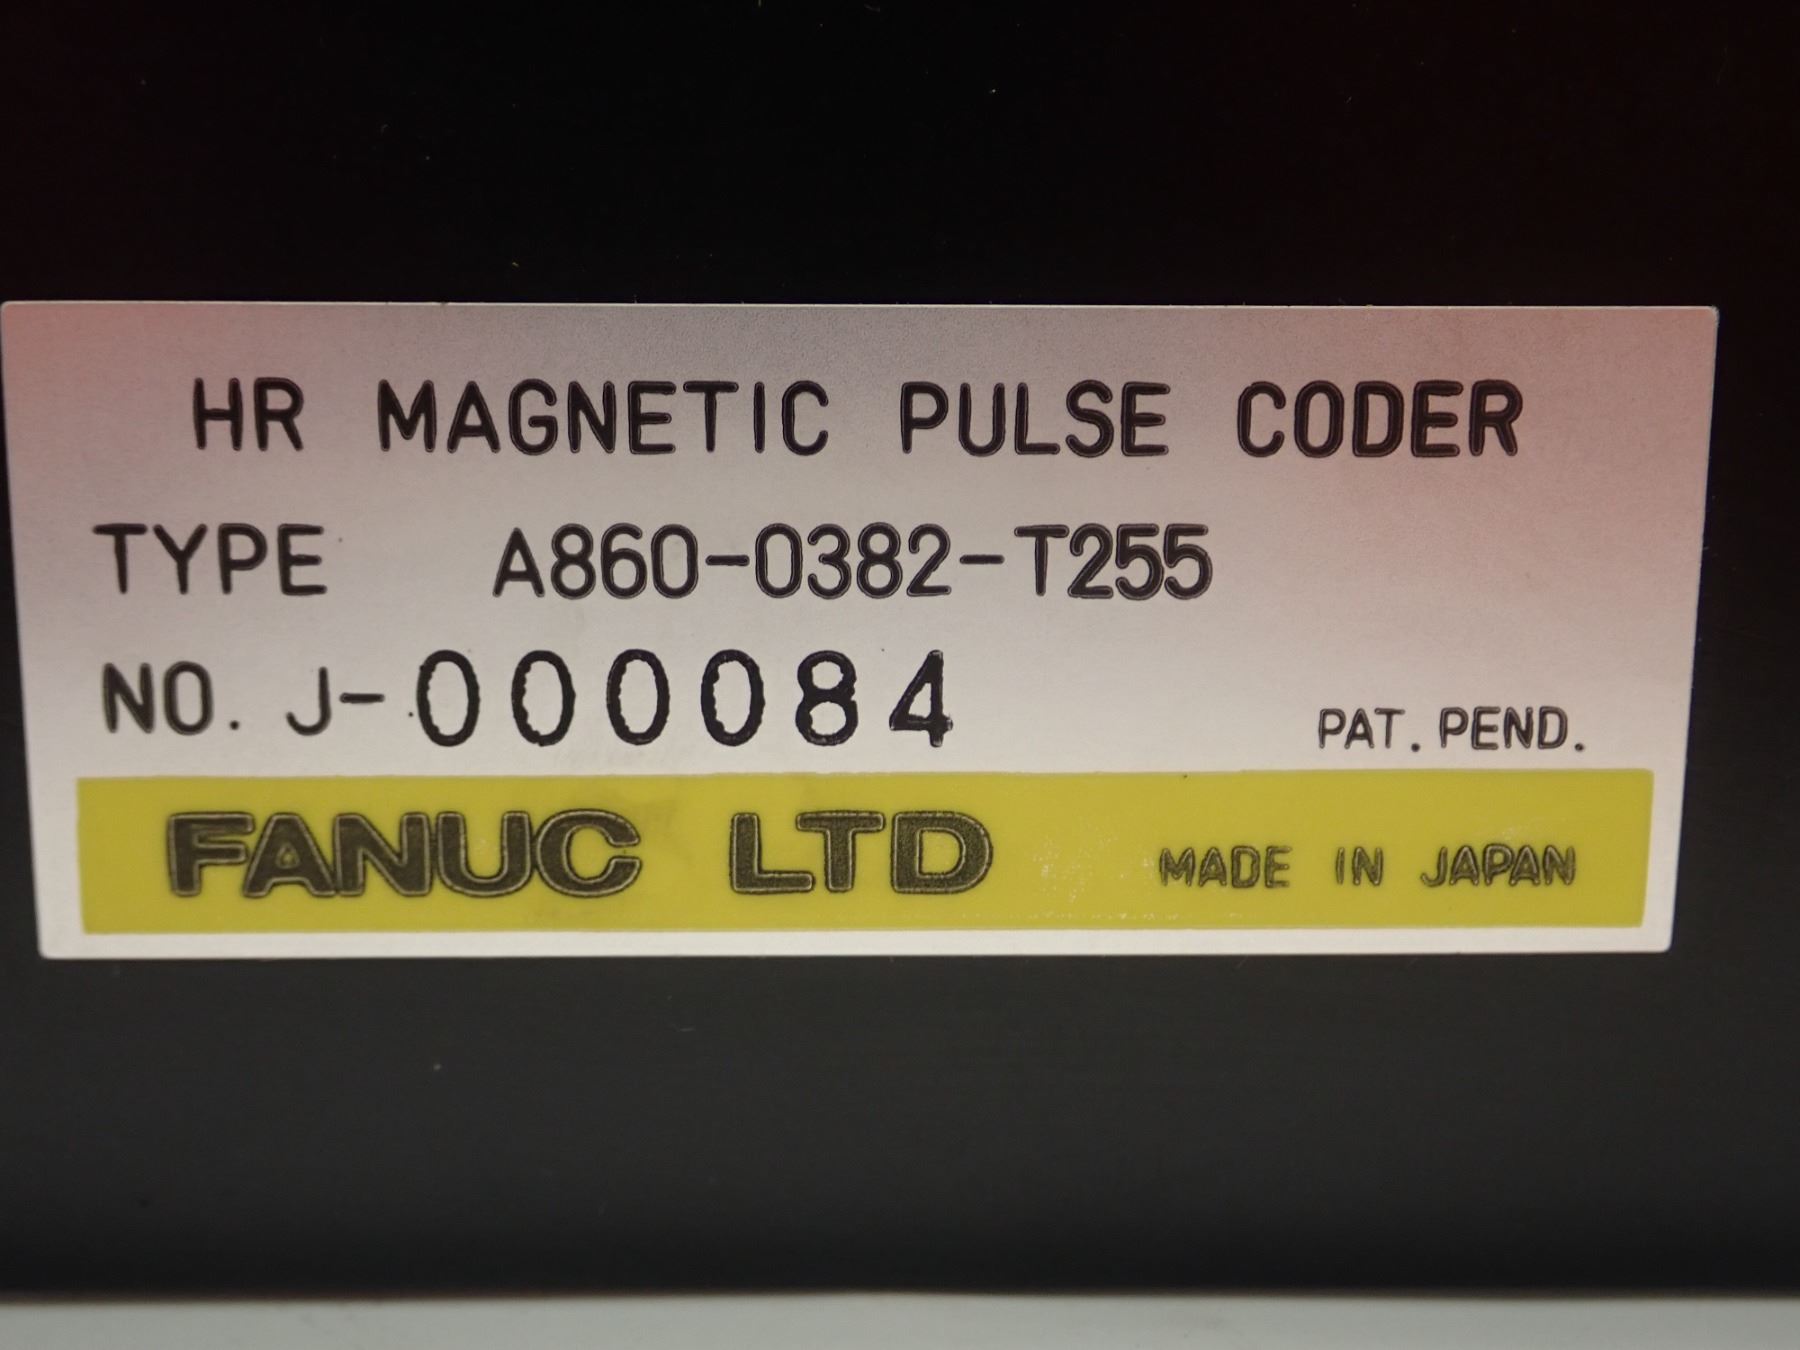 HR MAGNETIC PULSE CODER
TYPE A860-0382-T255
NO. J-000084 PAT. PEND.
FANUC LTD MADE IN JAPAN